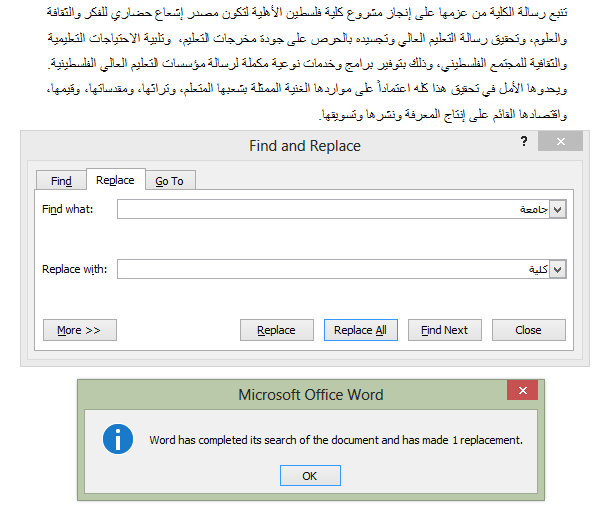 تنبع رسالة الكلية من عزمها على إنجاز مشروع كلية فلسطين الأهلية لتكون مصدر إشعاع حضاري للفكر والثقافة
والعلوم، وتحقيق رسالة التعليم العالي وتجسيده بالحرص على جودة مخرجات التعليم، وتلبية الاحتياجات التعليمية
والثقافية للمجتمع الفلسطيني، وذلك بتوفير برامج وخدمات نوعية مكملة لرسالة مؤسسات التعليم العالي الفلسطينية.
ويحدوها الأمل في تحقيق هذا كله اعتماداً على مواردها الغنية الممثلة بشعبها المتعلم، وتراثها، ومقدساتها، وقيمها،
واقتصادها القائم على إنتاج المعرفة ونشرها وتسويقها.
Find and Replace
Find Replace Go To
Find what: جامعة
Replace with: كلية
More >> Replace Replace All Find Next Close
Microsoft Office Word
Word has completed its search of the document and has made 1 replacement.
OK